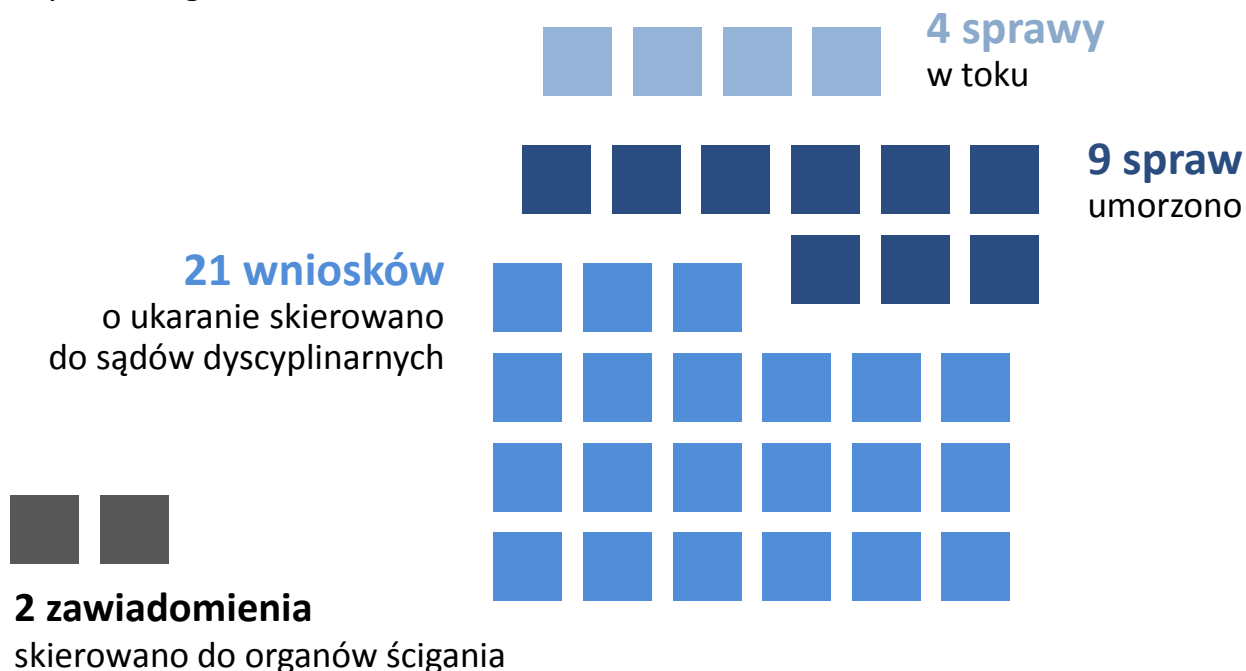 4 sprawy
w toku
9 spraw
umorzono
21 wniosków
o ukaranie skierowano
do sądów dyscyplinarnych
2 zawiadomienia
skierowano do organów ścigania